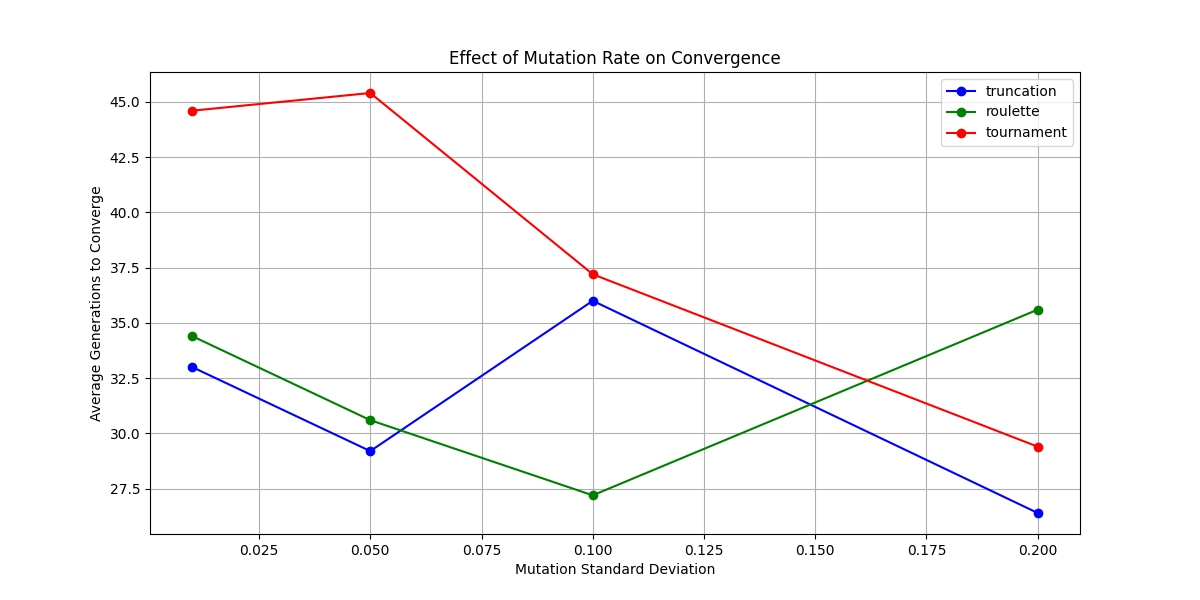 Effect of Mutation Rate on Convergence
truncation
roulette
tournament
45.0
42.5
40.0
37.5
35.0
32.5
30.0
27.5
Average Generations to Converge
0.025 0.050 0.075 0.100 0.125 0.150 0.175 0.200
Mutation Standard Deviation